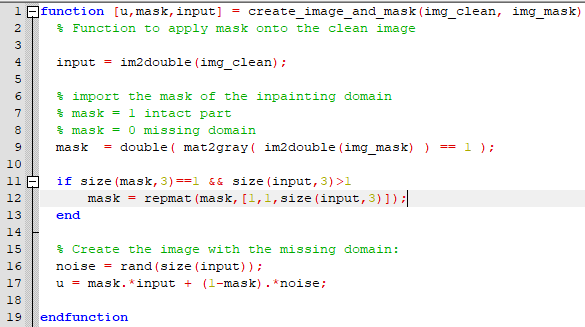 1 function [u,mask,input] = create_image_and_mask(img_clean, img_mask)
2 % Function to apply mask onto the clean image
3
4 input = im2double(img_clean);
5
6 % import the mask of the inpainting domain
7 % mask = 1 intact part
8 % mask = 0 missing domain
9 mask  = double( mat2gray( im2double(img_mask) ) == 1 );
10
11 if size(mask,3)==1 && size(input,3)>1
12 mask = repmat(mask,[1,1,size(input,3)]);
13 end
14
15 % Create the image with the missing domain:
16 noise = rand(size(input));
17 u = mask.*input + (1-mask).*noise;
18
19 endfunction